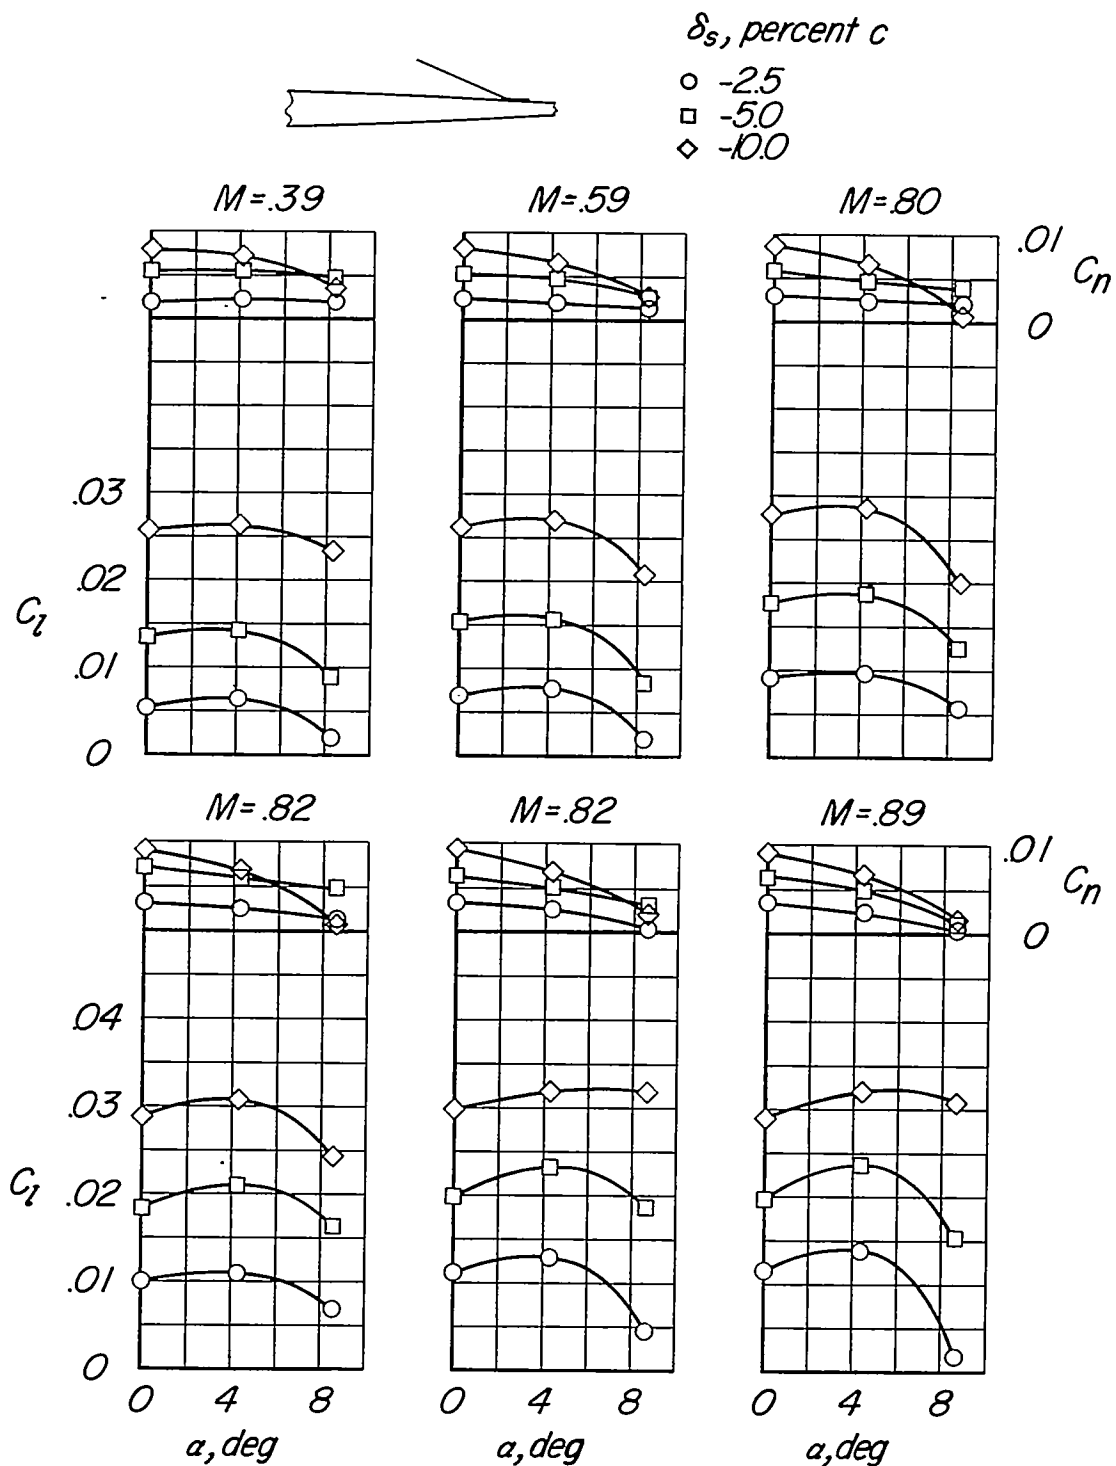 δs, percent c
○ -2.5
□ -5.0
◇ -10.0
M=.39
M=.59
M=.80
.01
Cn
0
.03
.02
Cl
.01
0
M=.82
M=.82
M=.89
.01
Cn
0
.04
.03
Cl
.02
.01
0
0 4 8
0 4 8
0 4 8
α, deg
α, deg
α, deg